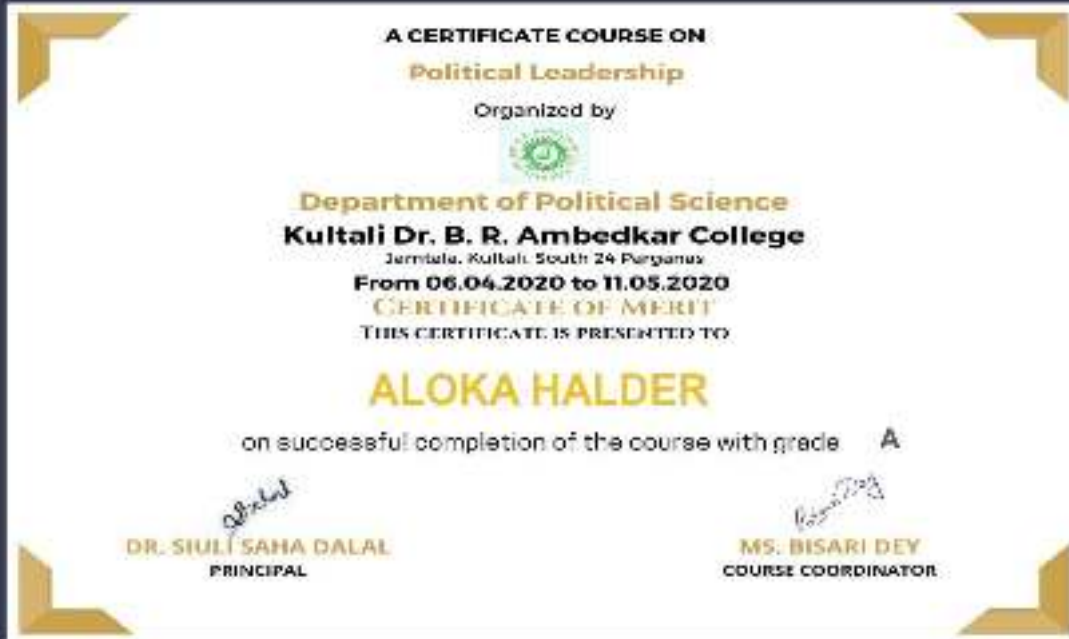 A CERTIFICATE COURSE ON
Political Leadership
Organized by
Department of Political Science
Kultali Dr. B. R. Ambedkar College
Jamtala, Kultali, South 24 Parganas
From 06.04.2020 to 11.05.2020
CERTIFICATE OF MERIT
THIS CERTIFICATE IS PRESENTED TO
ALOKA HALDER
on successful completion of the course with grade A
DR. SIULI SAHA DALAL
PRINCIPAL
MS. BISARI DEY
COURSE COORDINATOR